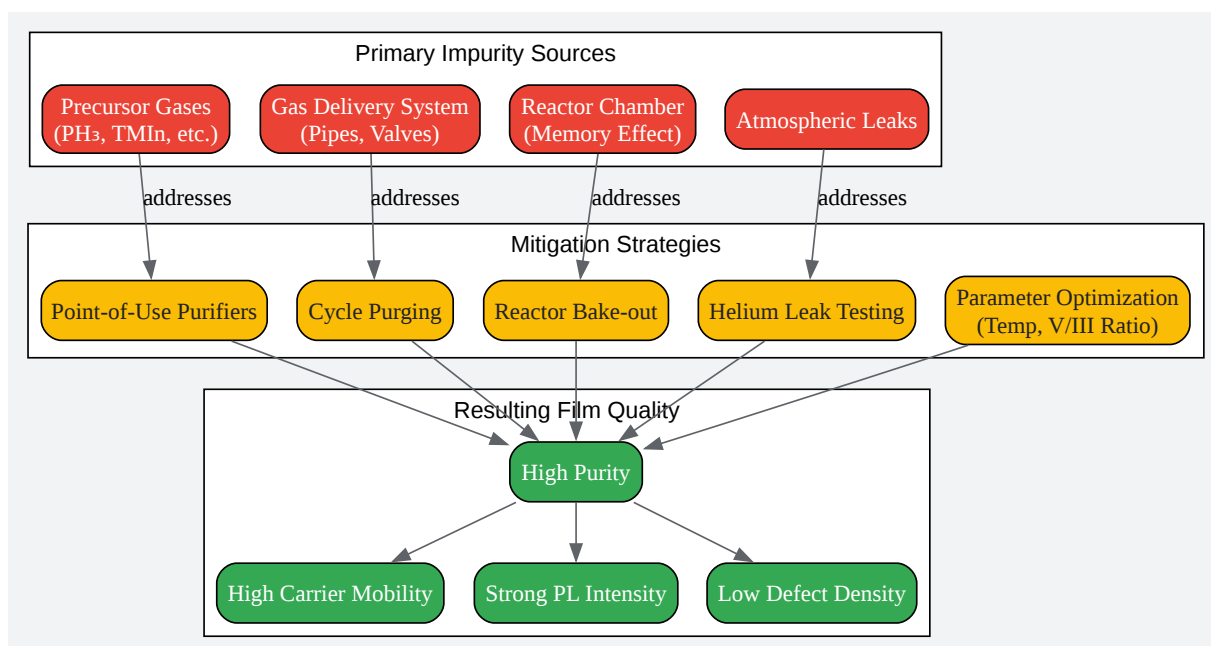 Primary Impurity Sources
Precursor Gases
(PH₃, TMIn, etc.)
Gas Delivery System
(Pipes, Valves)
Reactor Chamber
(Memory Effect)
Atmospheric Leaks
addresses
addresses
addresses
addresses
Mitigation Strategies
Point-of-Use Purifiers
Cycle Purging
Reactor Bake-out
Helium Leak Testing
Parameter Optimization
(Temp, V/III Ratio)
Resulting Film Quality
High Purity
High Carrier Mobility
Strong PL Intensity
Low Defect Density